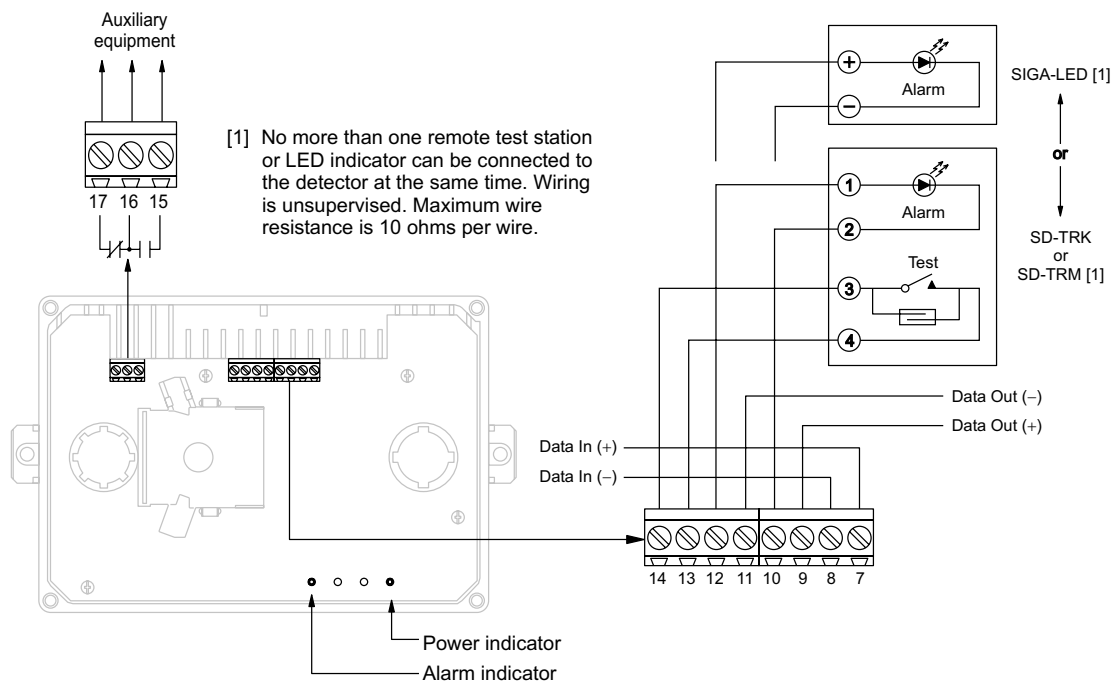 Auxiliary
equipment
17 16 15
[1] No more than one remote test station
or LED indicator can be connected to
the detector at the same time. Wiring
is unsupervised. Maximum wire
resistance is 10 ohms per wire.
+
Alarm
−
SIGA-LED [1]
or
SD-TRK
or
SD-TRM [1]
1
Alarm
2
Test
3
4
Data Out (−)
Data Out (+)
Data In (+)
Data In (−)
14 13 12 11 10 9 8 7
Power indicator
Alarm indicator